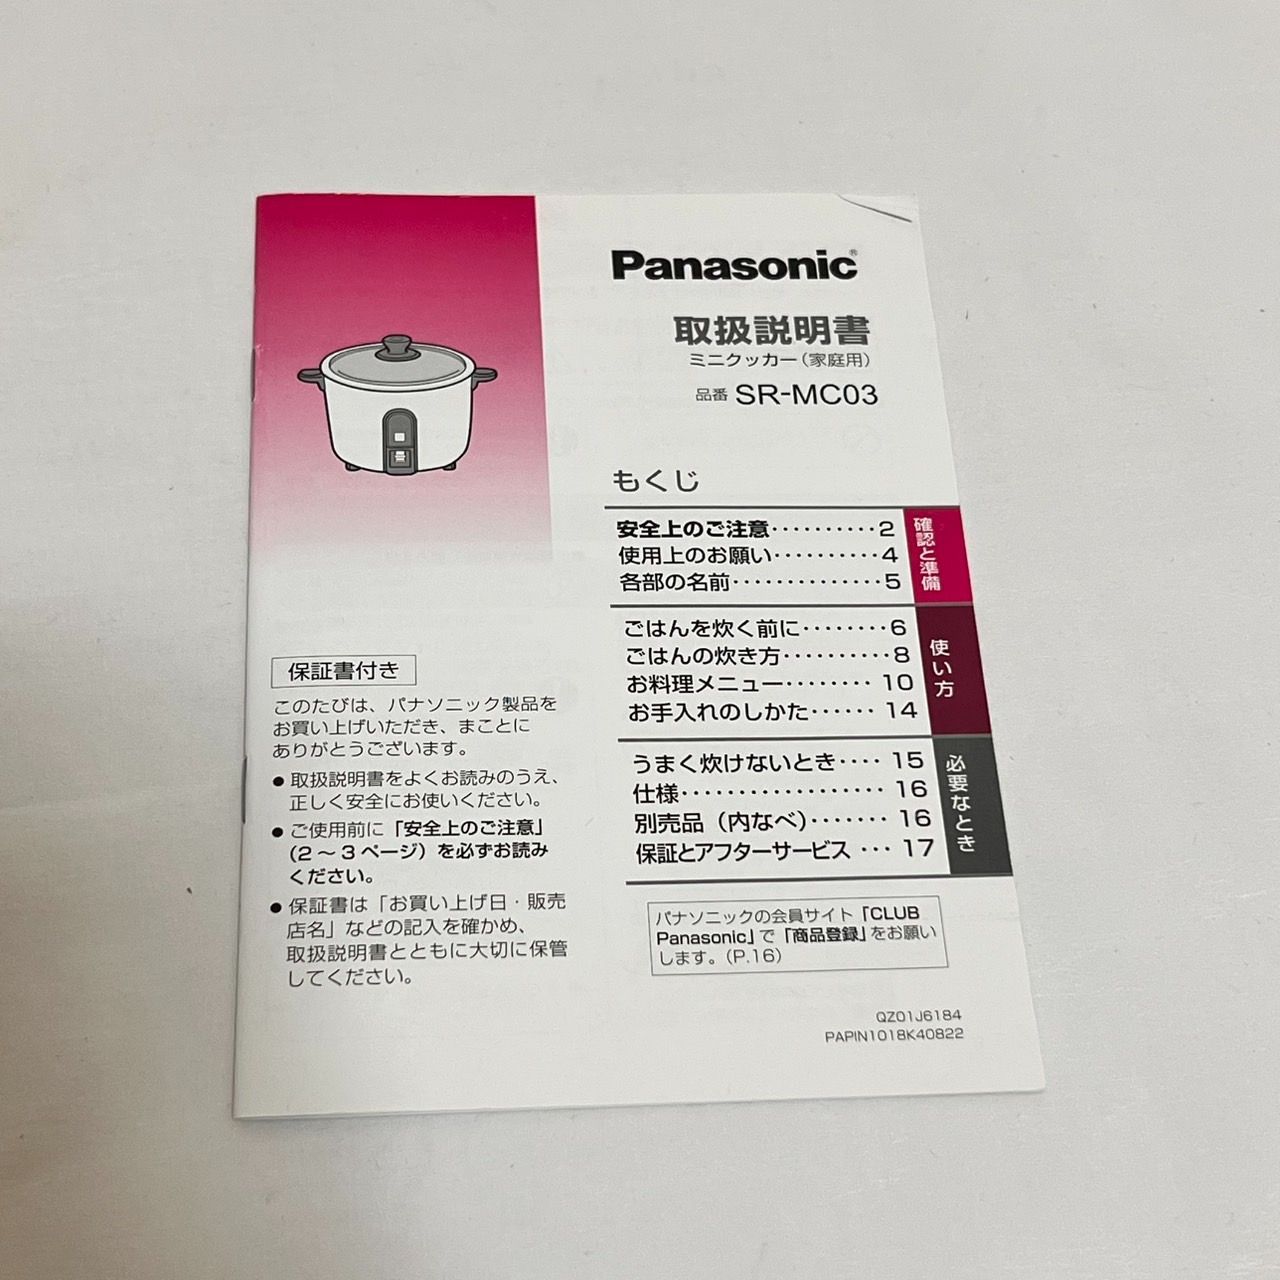 Panasonic®
取扱説明書
ミニクッカー(家庭用)
品番 SR-MC03
もくじ
安全上のご注意··········2
使用上のお願い··········4
各部の名前··············5
確認と準備
ごはんを炊く前に········6
ごはんの炊き方··········8
お料理メニュー········10
お手入れのしかた······14
使い方
うまく炊けないとき····15
仕様··················16
別売品(内なべ)·······16
保証とアフターサービス···17
必要なとき
保証書付き
このたびは、パナソニック製品を
お買い上げいただき、まことに
ありがとうございます。
●取扱説明書をよくお読みのうえ、
正しく安全にお使いください。
●ご使用前に「安全上のご注意」
(2～3ページ)を必ずお読み
ください。
●保証書は「お買い上げ日・販売
店名」などの記入を確かめ、
取扱説明書とともに大切に保管
してください。
パナソニックの会員サイト「CLUB
Panasonic」で「商品登録」をお願い
します。(P.16)
QZ01J6184
PAPIN1018K40822